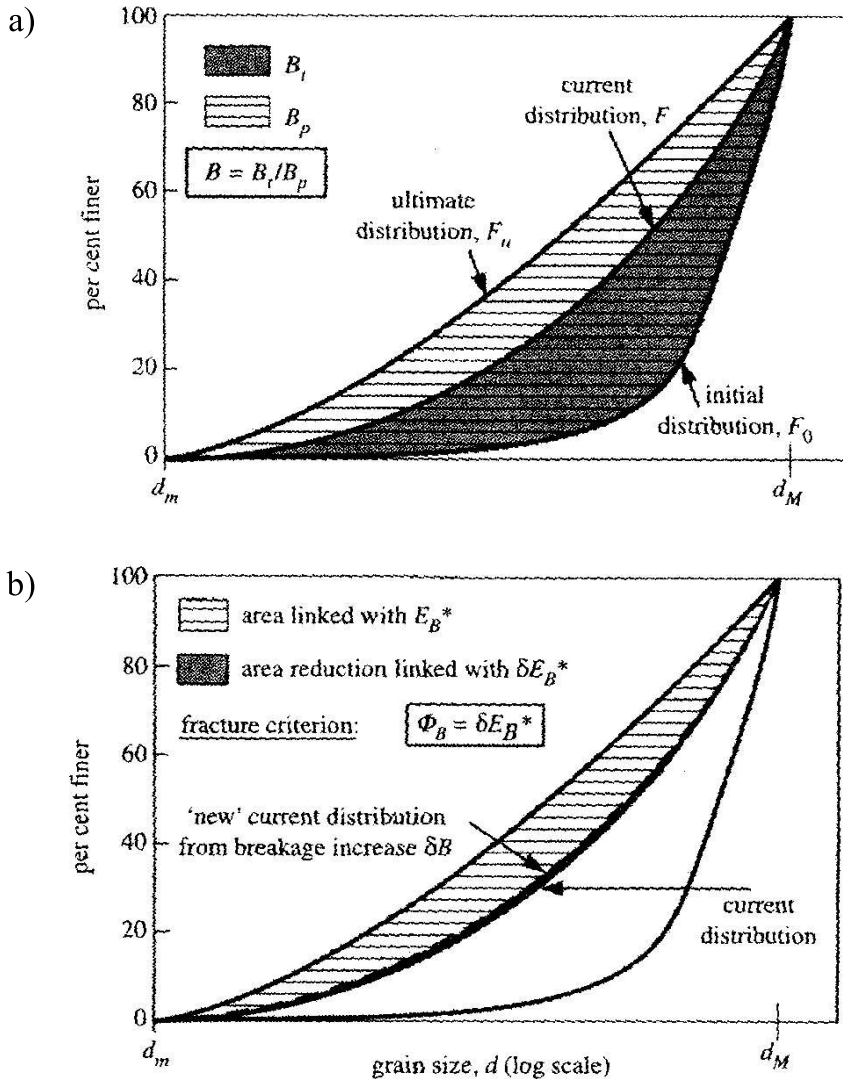 a)
100
80
60
40
20
0
per cent finer
B_t
B_p
B = B_t/B_p
current
distribution, F
ultimate
distribution, F_u
initial
distribution, F_0
d_m
d_M
b)
100
80
60
40
20
0
per cent finer
area linked with E_B*
area reduction linked with δE_B*
fracture criterion:
Φ_B = δE_B*
‘new’ current distribution
from breakage increase δB
current
distribution
d_m
grain size, d (log scale)
d_M